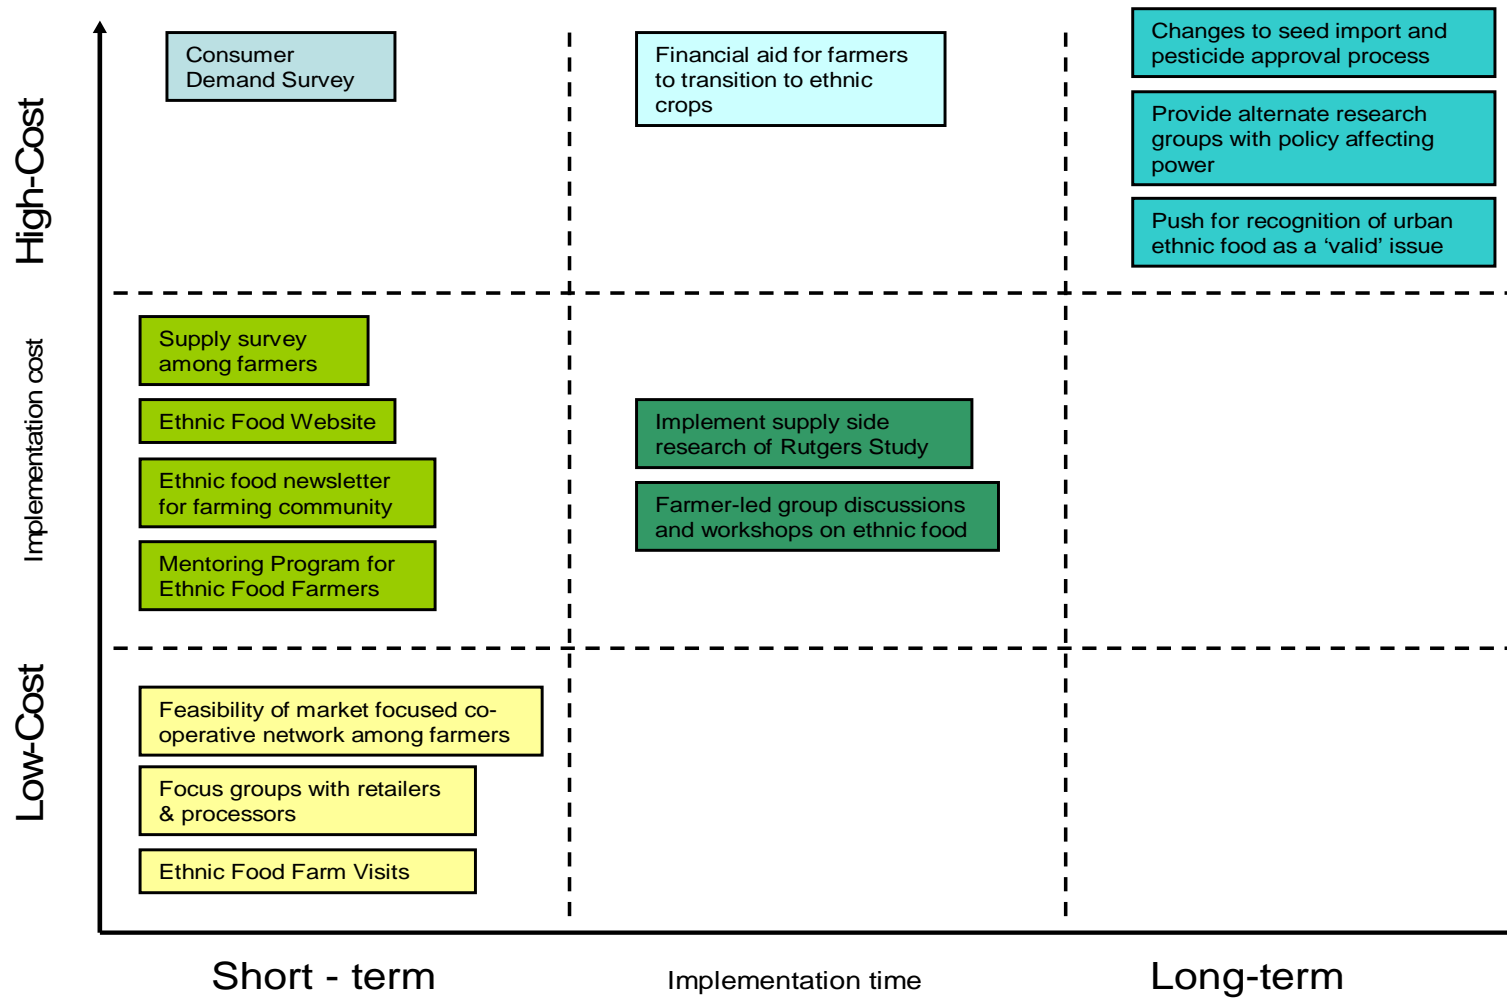 High-Cost
Implementation cost
Low-Cost
Consumer
Demand Survey
Financial aid for farmers
to transition to ethnic
crops
Changes to seed import and
pesticide approval process
Provide alternate research
groups with policy affecting
power
Push for recognition of urban
ethnic food as a ‘valid’ issue
Supply survey
among farmers
Ethnic Food Website
Ethnic food newsletter
for farming community
Mentoring Program for
Ethnic Food Farmers
Implement supply side
research of Rutgers Study
Farmer-led group discussions
and workshops on ethnic food
Feasibility of market focused co-
operative network among farmers
Focus groups with retailers
& processors
Ethnic Food Farm Visits
Short - term
Implementation time
Long-term